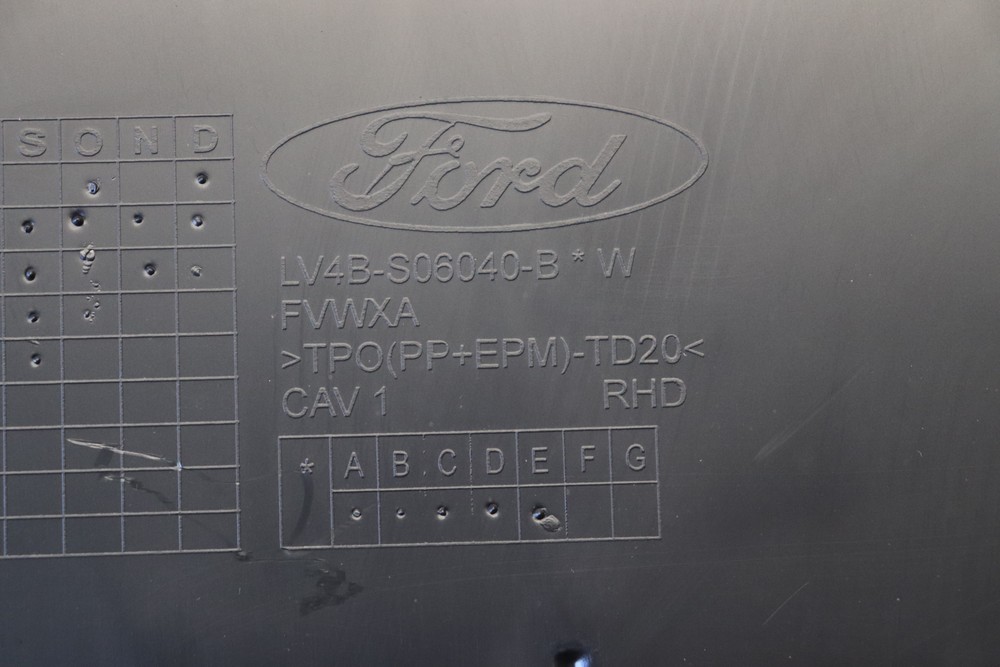 S O N D
Ford
LV4B-S06040-B * W
FVWXA
>TPO(PP+EPM)-TD20<
CAV 1 RHD
* A B C D E F G